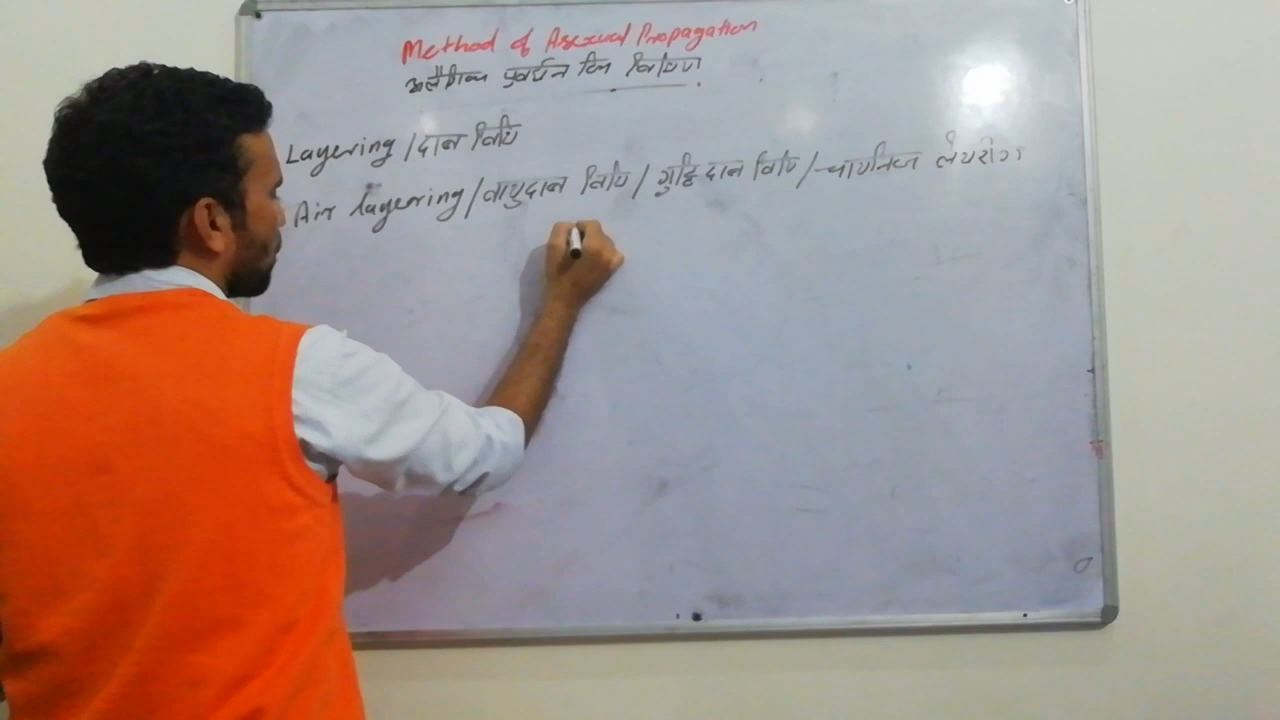 Method of Asexual Propagation
अलैंगिक प्रवर्धन कि विधियाँ
Layering / दाब विधि
Air layering / वायुदाब विधि / गुट्टि दाब विधि / चायनिज लेयरींग